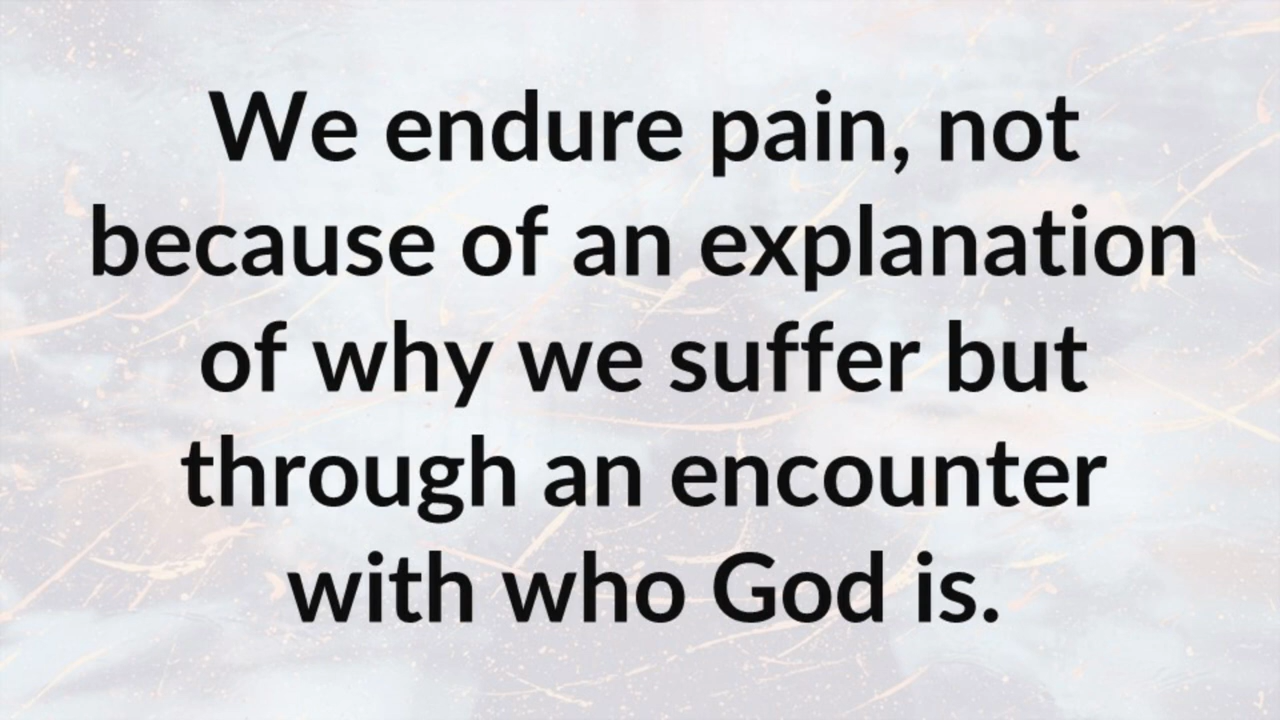 We endure pain, not
because of an explanation
of why we suffer but
through an encounter
with who God is.